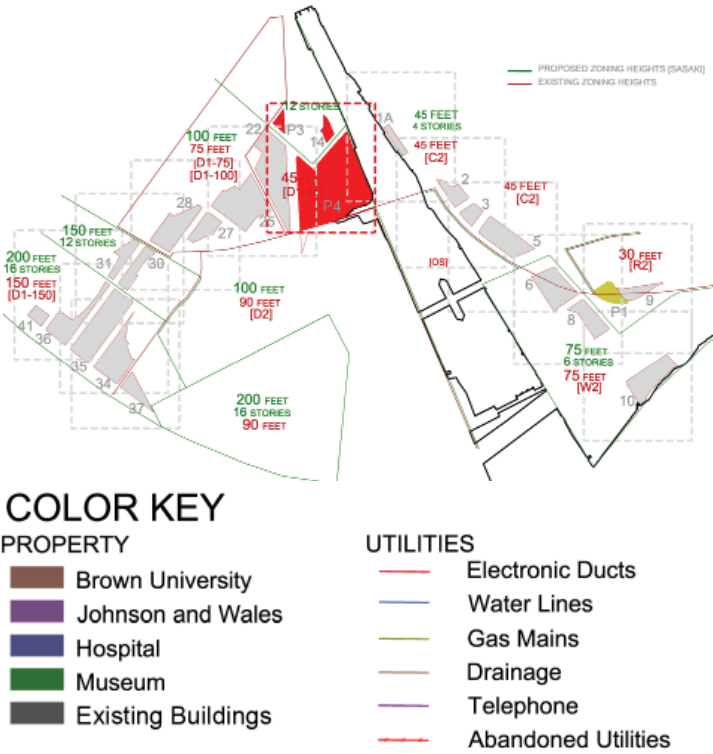 PROPOSED ZONING HEIGHTS [SASAKI]
EXISTING ZONING HEIGHTS
12 STORIES
1A
45 FEET
4 STORIES
45 FEET
[C2]
22
P3
14
100 FEET
75 FEET
[D1-75]
[D1-100]
45
P4
25
28
27
2
3
45 FEET
[C2]
5
150 FEET
12 STORIES
31
30
200 FEET
16 STORIES
150 FEET
[D1-150]
[OS]
30 FEET
[R2]
6
9
P1
8
100 FEET
90 FEET
[D2]
41
36
35
34
37
75 FEET
6 STORIES
75 FEET
[W2]
10
200 FEET
16 STORIES
90 FEET
COLOR KEY
PROPERTY
Brown University
Johnson and Wales
Hospital
Museum
Existing Buildings
UTILITIES
Electronic Ducts
Water Lines
Gas Mains
Drainage
Telephone
Abandoned Utilities